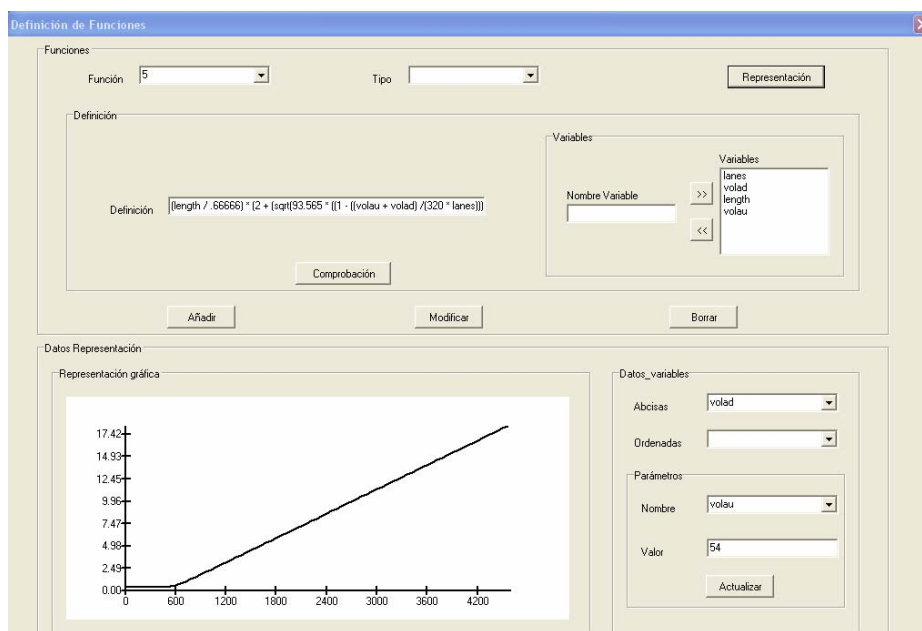 Definición de Funciones
Funciones
Función 5
Tipo
Representación
Definición
Definición (length / .66666) * (2 + (sqrt(93.565 * ((1 - ((volau + volad) /(320 * lanes)))
Comprobación
Variables
Nombre Variable
>>
<<
Variables
lanes
volad
length
volau
Añadir
Modificar
Borrar
Datos Representación
Representación gráfica
17.42
14.93
12.45
9.96
7.47
4.98
2.49
0.00
0 600 1200 1800 2400 3000 3600 4200
Datos_variables
Abcisas volad
Ordenadas
Parámetros
Nombre volau
Valor 54
Actualizar